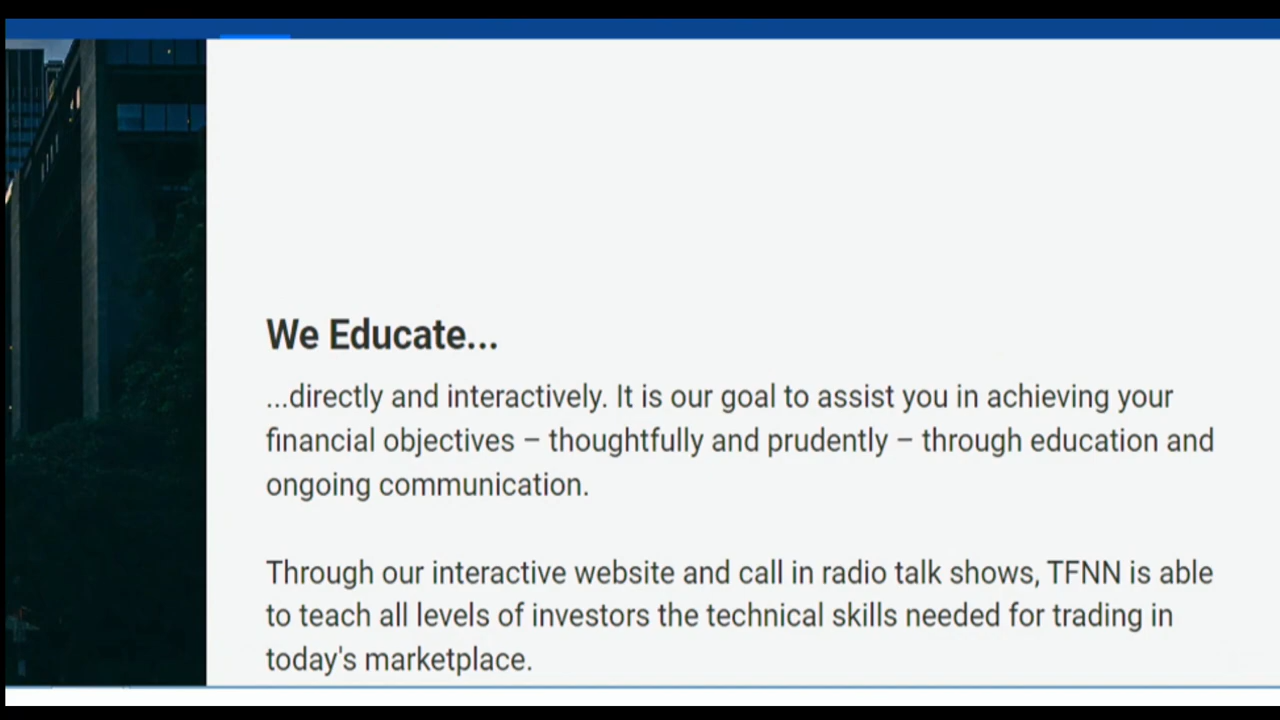 We Educate...
...directly and interactively. It is our goal to assist you in achieving your
financial objectives – thoughtfully and prudently – through education and
ongoing communication.
Through our interactive website and call in radio talk shows, TFNN is able
to teach all levels of investors the technical skills needed for trading in
today's marketplace.